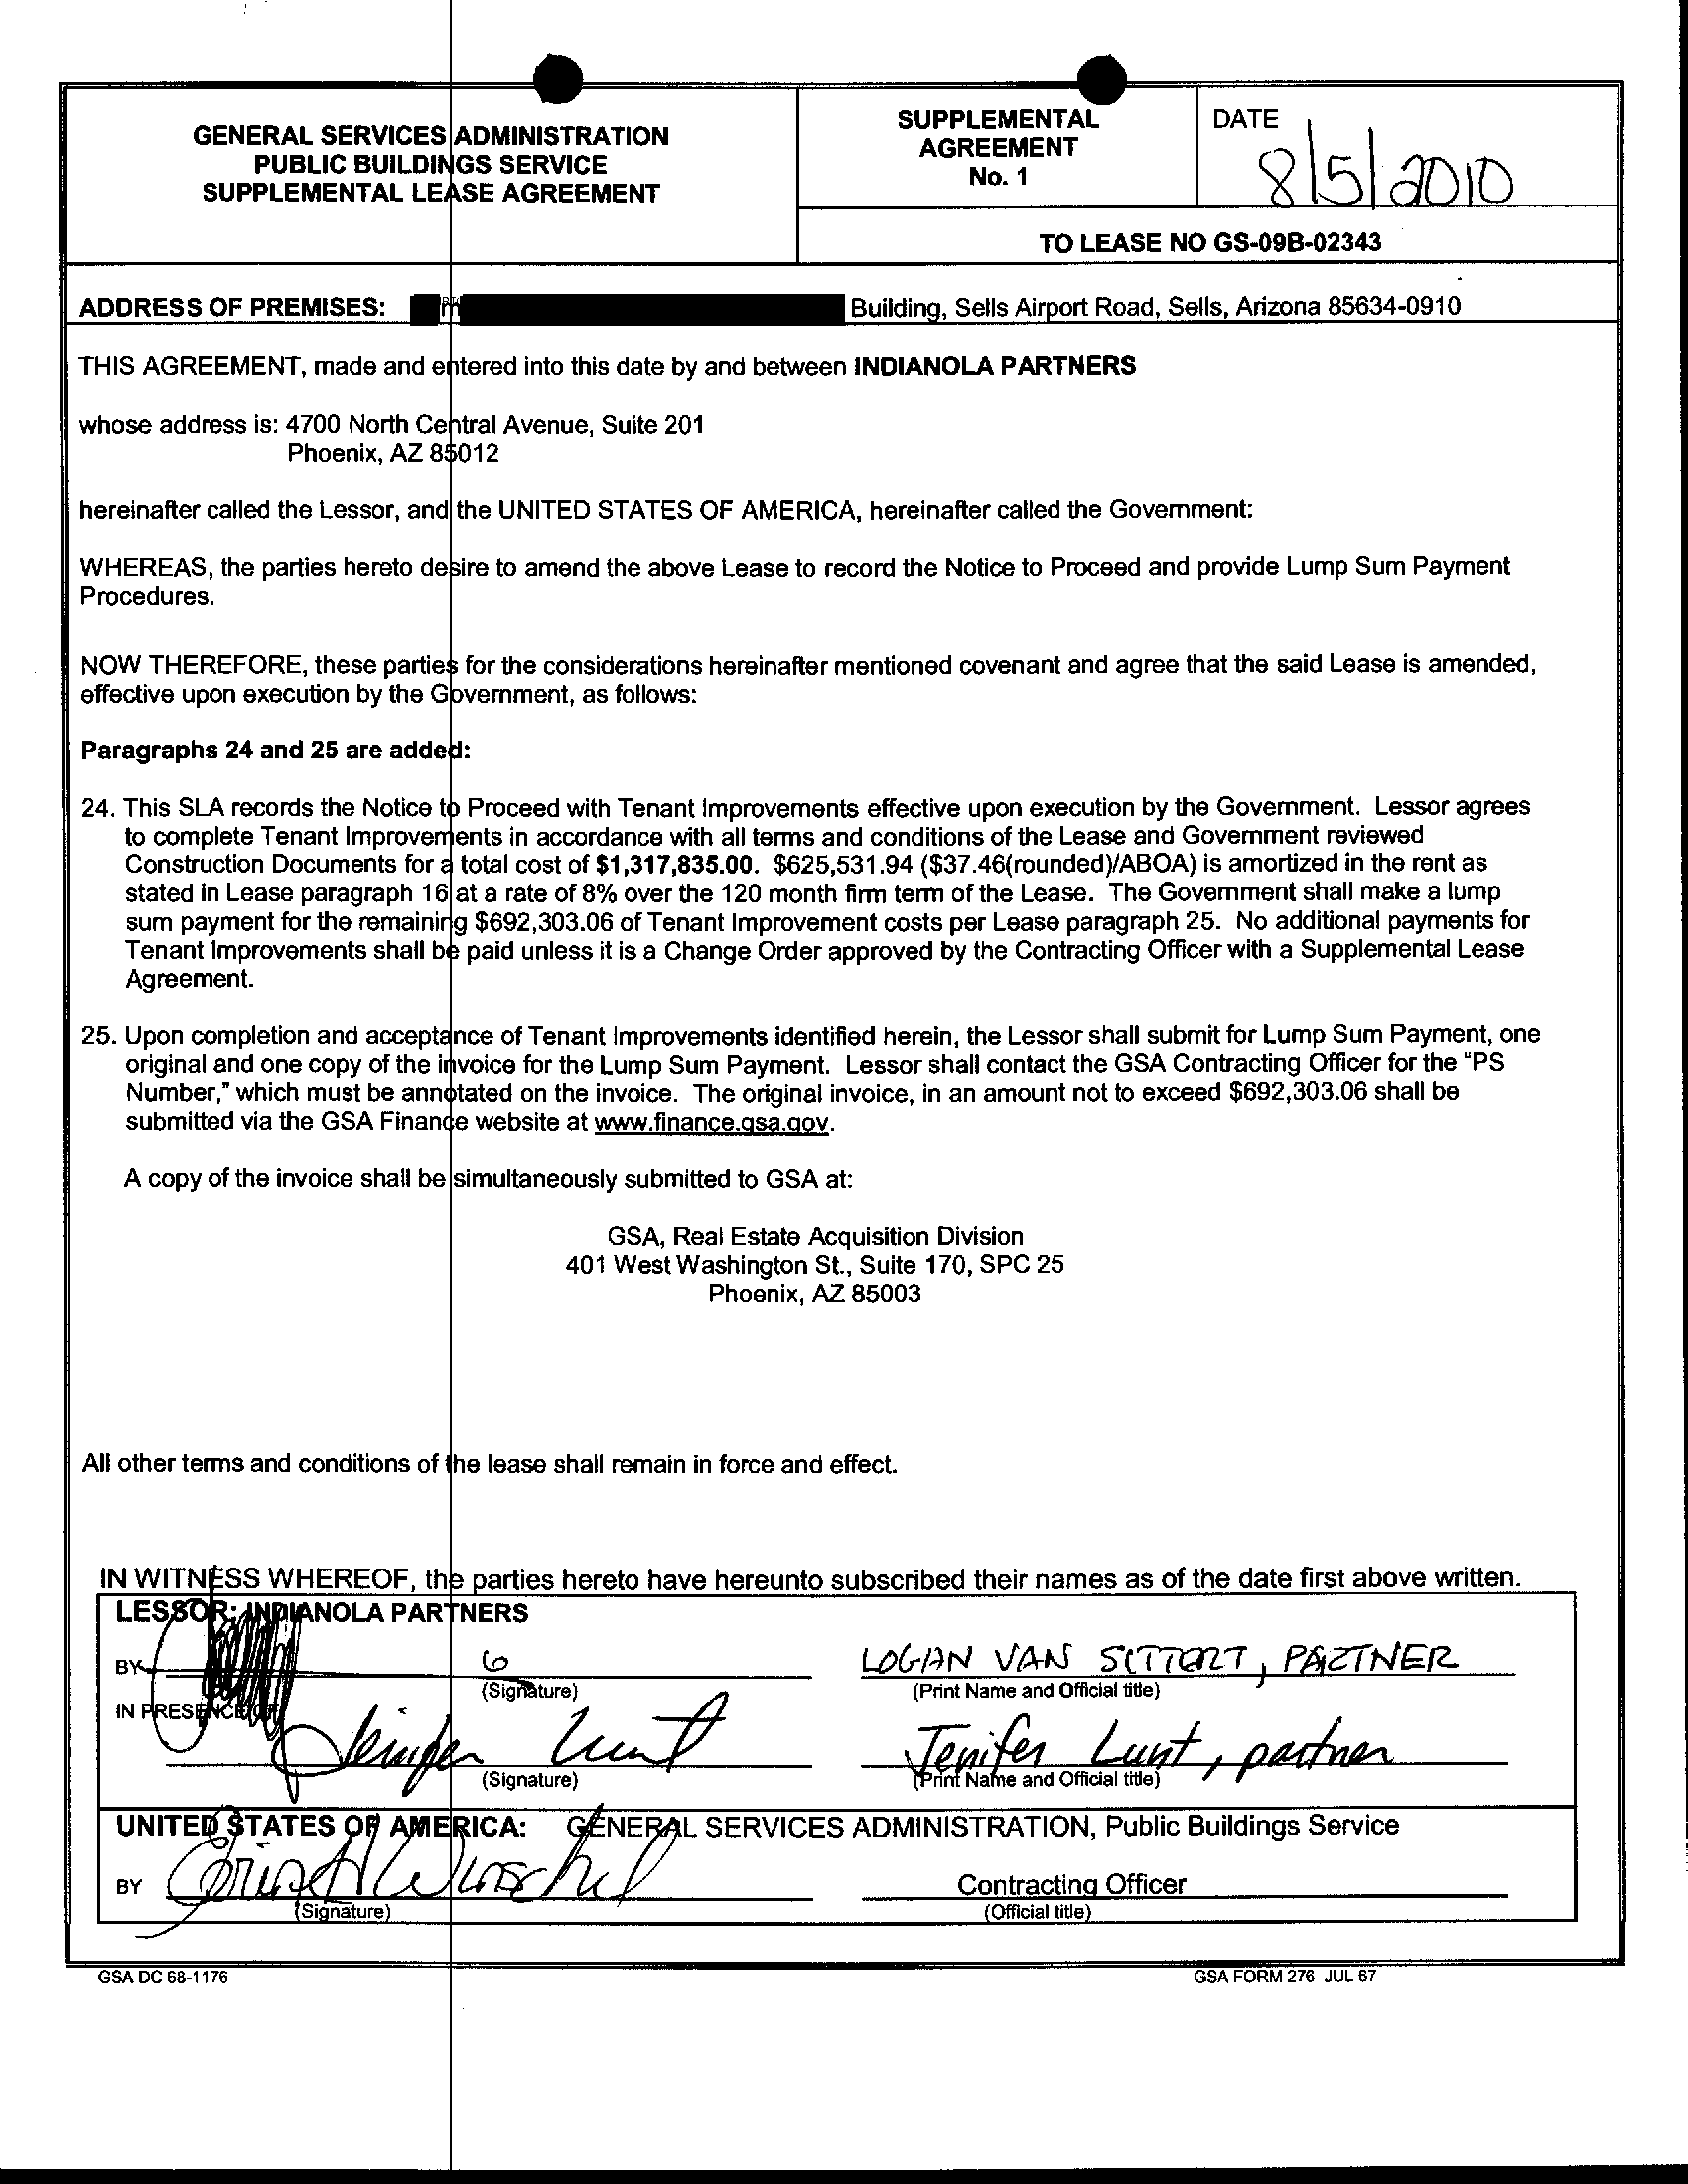 GENERAL SERVICES ADMINISTRATION
PUBLIC BUILDINGS SERVICE
SUPPLEMENTAL LEASE AGREEMENT
SUPPLEMENTAL
AGREEMENT
No. 1
DATE
8/5/2010
TO LEASE NO GS-09B-02343
ADDRESS OF PREMISES: Building, Sells Airport Road, Sells, Arizona 85634-0910
THIS AGREEMENT, made and entered into this date by and between INDIANOLA PARTNERS
whose address is: 4700 North Central Avenue, Suite 201
Phoenix, AZ 85012
hereinafter called the Lessor, and the UNITED STATES OF AMERICA, hereinafter called the Government:
WHEREAS, the parties hereto desire to amend the above Lease to record the Notice to Proceed and provide Lump Sum Payment
Procedures.
NOW THEREFORE, these parties for the considerations hereinafter mentioned covenant and agree that the said Lease is amended,
effective upon execution by the Government, as follows:
Paragraphs 24 and 25 are added:
24. This SLA records the Notice to Proceed with Tenant Improvements effective upon execution by the Government. Lessor agrees
to complete Tenant Improvements in accordance with all terms and conditions of the Lease and Government reviewed
Construction Documents for a total cost of $1,317,835.00. $625,531.94 ($37.46(rounded)/ABOA) is amortized in the rent as
stated in Lease paragraph 16 at a rate of 8% over the 120 month firm term of the Lease. The Government shall make a lump
sum payment for the remaining $692,303.06 of Tenant Improvement costs per Lease paragraph 25. No additional payments for
Tenant Improvements shall be paid unless it is a Change Order approved by the Contracting Officer with a Supplemental Lease
Agreement.
25. Upon completion and acceptance of Tenant Improvements identified herein, the Lessor shall submit for Lump Sum Payment, one
original and one copy of the invoice for the Lump Sum Payment. Lessor shall contact the GSA Contracting Officer for the "PS
Number," which must be annotated on the invoice. The original invoice, in an amount not to exceed $692,303.06 shall be
submitted via the GSA Finance website at www.finance.gsa.gov.
A copy of the invoice shall be simultaneously submitted to GSA at:
GSA, Real Estate Acquisition Division
401 West Washington St., Suite 170, SPC 25
Phoenix, AZ 85003
All other terms and conditions of the lease shall remain in force and effect.
IN WITNESS WHEREOF, the parties hereto have hereunto subscribed their names as of the date first above written.
LESSOR: INDIANOLA PARTNERS
BY LOGAN VAN SITTERT, PARTNER
(Signature) (Print Name and Official title)
IN PRESENCE OF
Jenifer Lunt Jenifer Lunt, partner
(Signature) (Print Name and Official title)
UNITED STATES OF AMERICA: GENERAL SERVICES ADMINISTRATION, Public Buildings Service
BY Contracting Officer
(Signature) (Official title)
GSA DC 68-1176 GSA FORM 276 JUL 67